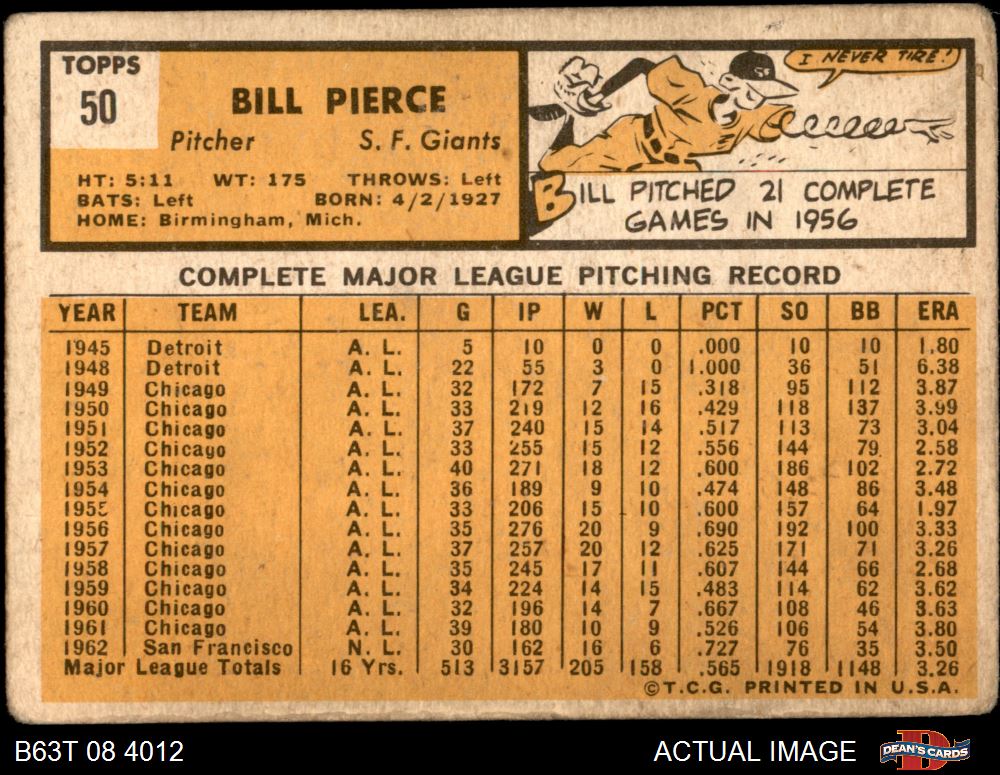 TOPPS
50
BILL PIERCE
Pitcher S. F. Giants
HT: 5:11 WT: 175 THROWS: Left
BATS: Left BORN: 4/2/1927
HOME: Birmingham, Mich.
I NEVER TIRE!
SF
BILL PITCHED 21 COMPLETE
GAMES IN 1956
COMPLETE MAJOR LEAGUE PITCHING RECORD
YEAR TEAM LEA. G IP W L PCT SO BB ERA
1945 Detroit A. L. 5 10 0 0 .000 10 10 1.80
1948 Detroit A. L. 22 55 3 0 1.000 36 51 6.38
1949 Chicago A. L. 32 172 7 15 .318 95 112 3.87
1950 Chicago A. L. 33 219 12 16 .429 118 137 3.99
1951 Chicago A. L. 37 240 15 14 .517 113 73 3.04
1952 Chicago A. L. 33 255 15 12 .556 144 79 2.58
1953 Chicago A. L. 40 271 18 12 .600 186 102 2.72
1954 Chicago A. L. 36 189 9 10 .474 148 86 3.48
1955 Chicago A. L. 33 206 15 10 .600 157 64 1.97
1956 Chicago A. L. 35 276 20 9 .690 192 100 3.33
1957 Chicago A. L. 37 257 20 12 .625 171 71 3.26
1958 Chicago A. L. 35 245 17 11 .607 144 66 2.68
1959 Chicago A. L. 34 224 14 15 .483 114 62 3.62
1960 Chicago A. L. 32 196 14 7 .667 108 46 3.63
1961 Chicago A. L. 39 180 10 9 .526 106 54 3.80
1962 San Francisco N. L. 30 162 16 6 .727 76 35 3.50
Major League Totals 16 Yrs. 513 3157 205 158 .565 1918 1148 3.26
©T.C.G. PRINTED IN U.S.A.
B63T 08 4012 ACTUAL IMAGE DEAN'S CARDS